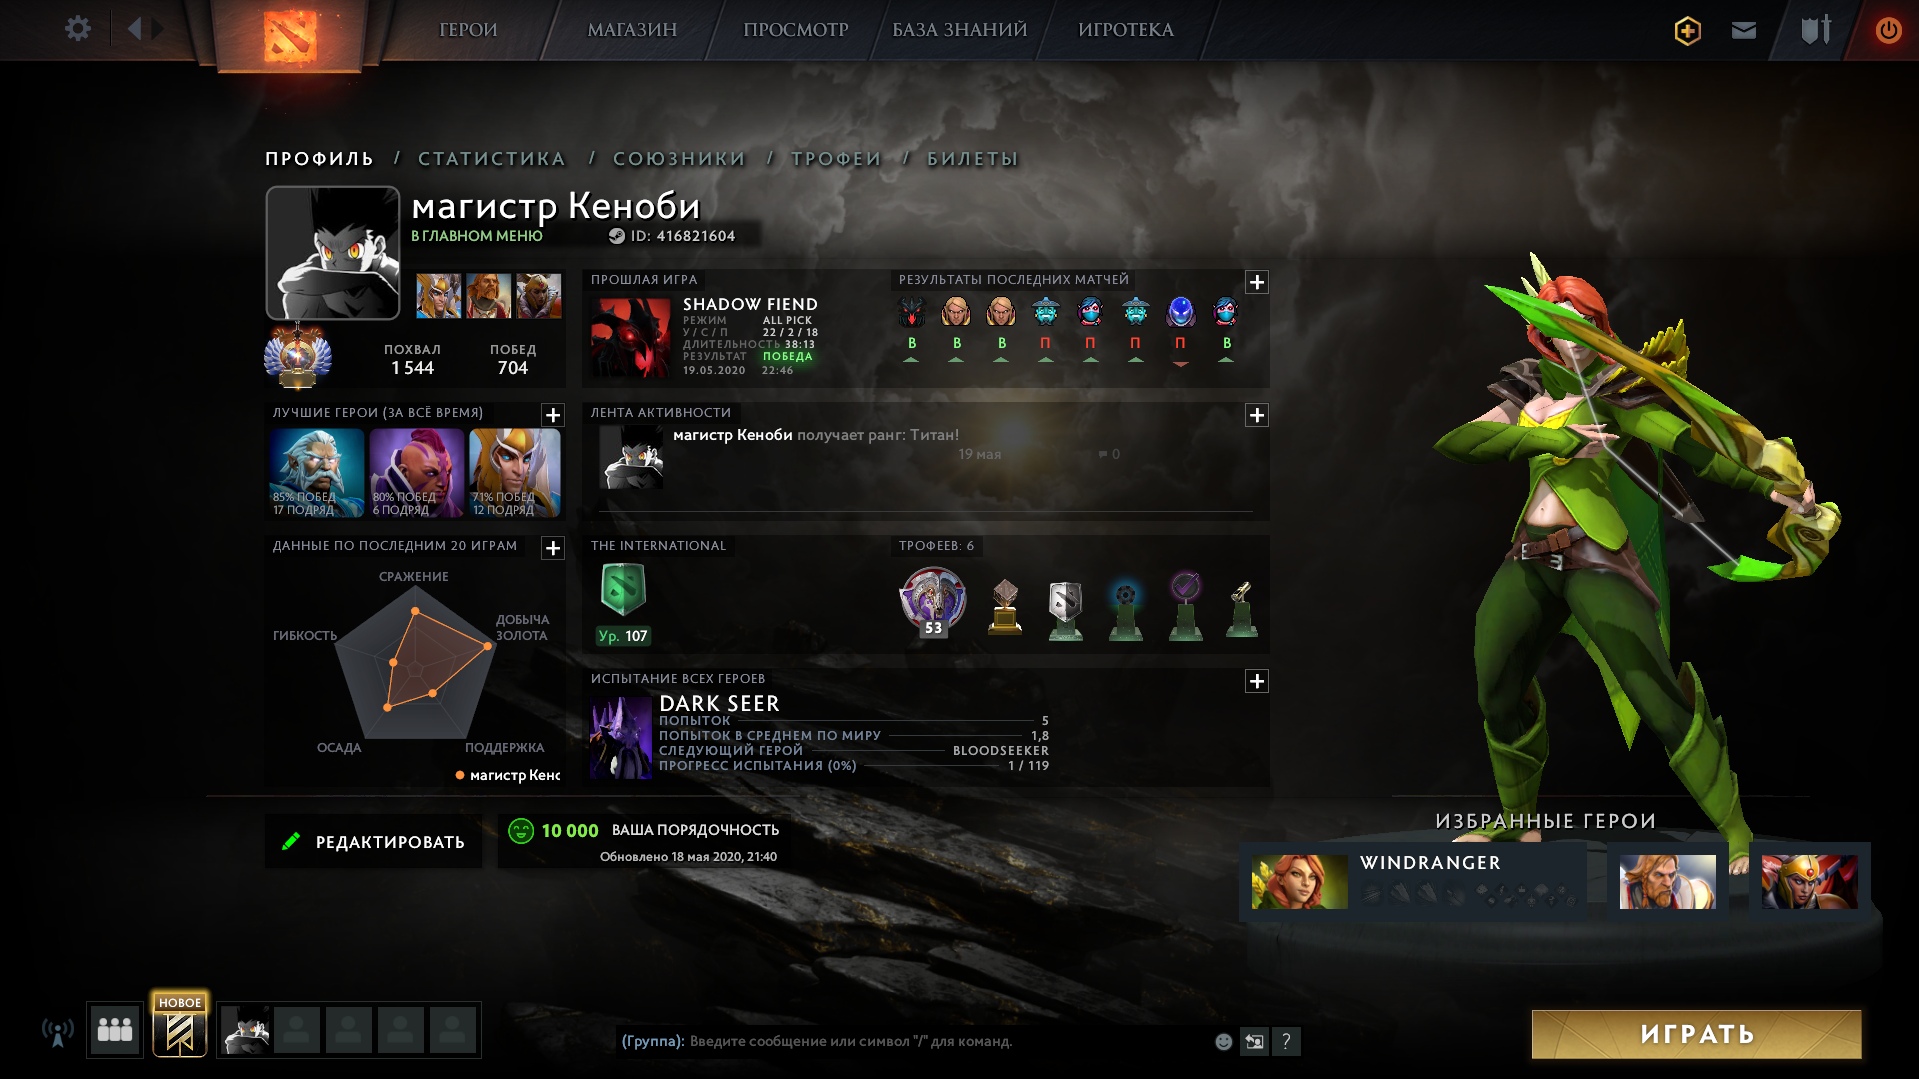 ГЕРОИ
МАГАЗИН
ПРОСМОТР
БАЗА ЗНАНИЙ
ИГРОТЕКА
ПРОФИЛЬ / СТАТИСТИКА / СОЮЗНИКИ / ТРОФЕИ / БИЛЕТЫ
магистр Кеноби
В ГЛАВНОМ МЕНЮ
ID: 416821604
ПОХВАЛ
1 544
ПОБЕД
704
ПРОШЛАЯ ИГРА
SHADOW FIEND
РЕЖИМ ALL PICK
У / С / П 22 / 2 / 18
ДЛИТЕЛЬНОСТЬ 38:13
РЕЗУЛЬТАТ ПОБЕДА
19.05.2020 22:46
РЕЗУЛЬТАТЫ ПОСЛЕДНИХ МАТЧЕЙ
В В В П П П П В
ЛУЧШИЕ ГЕРОИ (ЗА ВСЁ ВРЕМЯ)
85% ПОБЕД
17 ПОДРЯД
80% ПОБЕД
6 ПОДРЯД
71% ПОБЕД
12 ПОДРЯД
ЛЕНТА АКТИВНОСТИ
магистр Кеноби получает ранг: Титан!
19 мая
0
ДАННЫЕ ПО ПОСЛЕДНИМ 20 ИГРАМ
СРАЖЕНИЕ
ДОБЫЧА
ЗОЛОТА
ГИБКОСТЬ
ОСАДА
ПОДДЕРЖКА
магистр Кенс
THE INTERNATIONAL
Ур. 107
ТРОФЕЕВ: 6
53
ИСПЫТАНИЕ ВСЕХ ГЕРОЕВ
DARK SEER
ПОПЫТОК 5
ПОПЫТОК В СРЕДНЕМ ПО МИРУ 1,8
СЛЕДУЮЩИЙ ГЕРОЙ BLOODSEEKER
ПРОГРЕСС ИСПЫТАНИЯ (0%) 1 / 119
РЕДАКТИРОВАТЬ
10 000 ВАША ПОРЯДОЧНОСТЬ
Обновлено 18 мая 2020, 21:40
ИЗБРАННЫЕ ГЕРОИ
WINDRANGER
НОВОЕ
(Группа): Введите сообщение или символ "/" для команд.
?
ИГРАТЬ